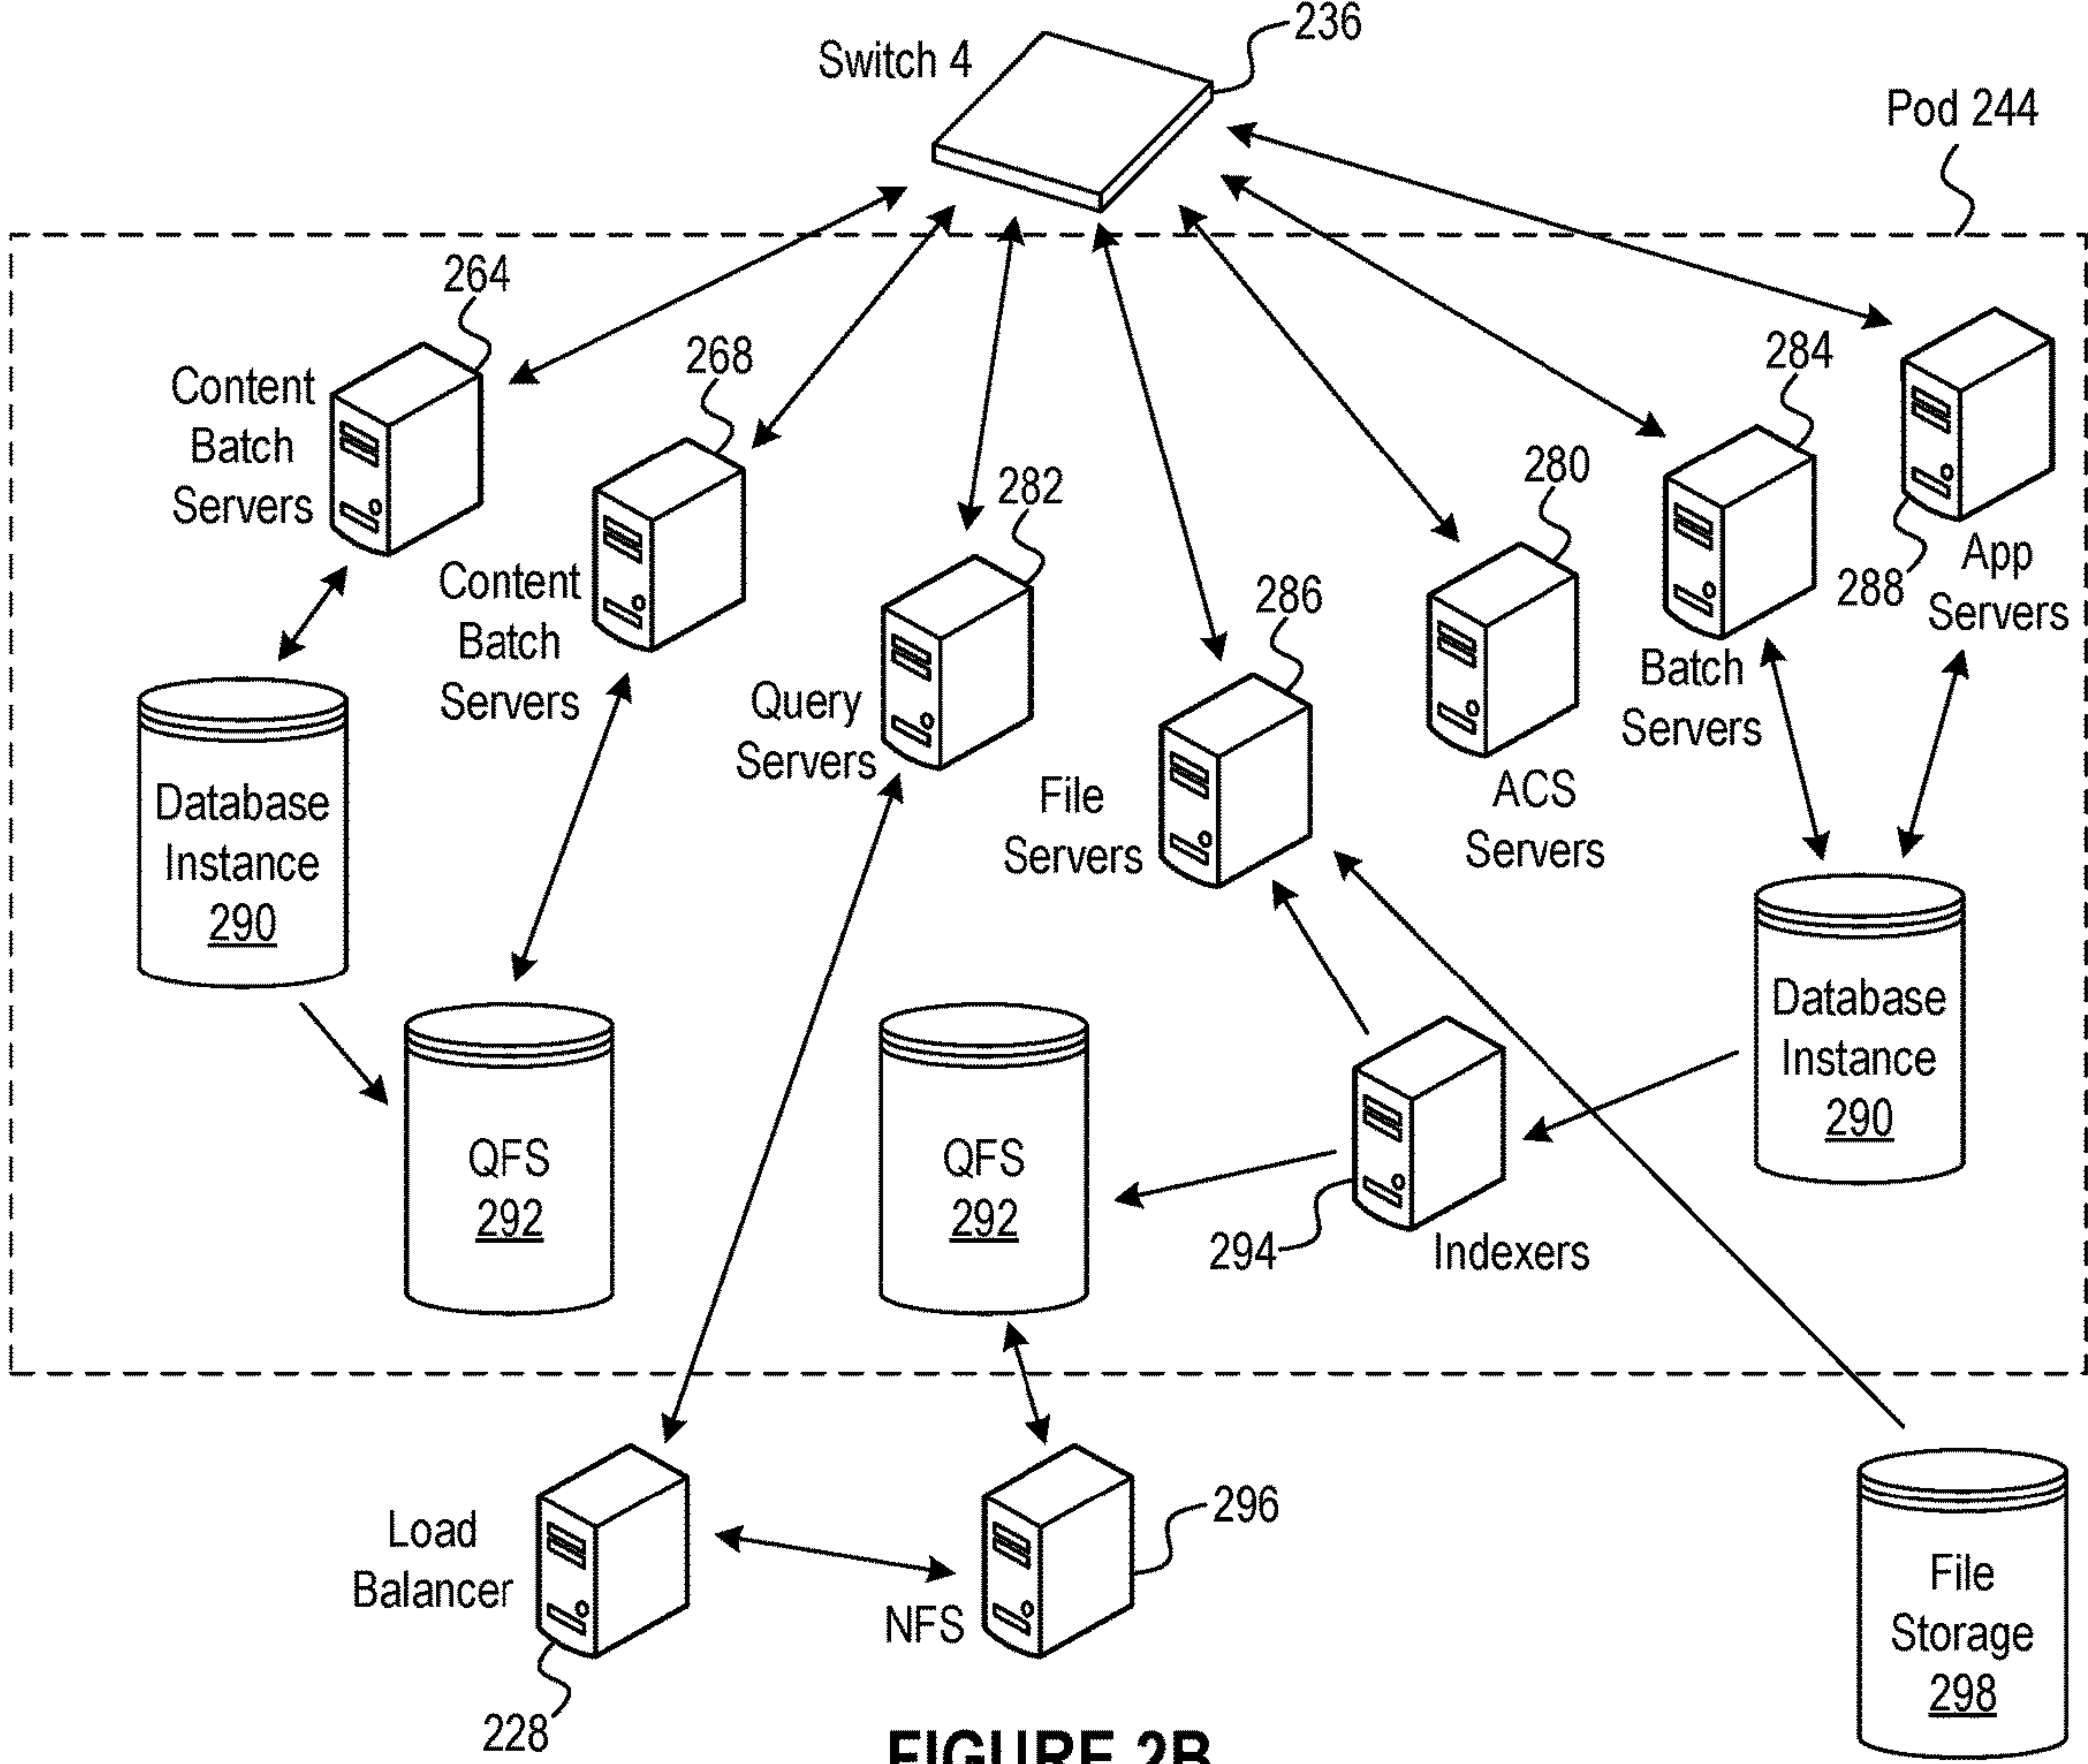 236
Switch 4
Pod 244
264
Content
Batch
Servers
268
Content
Batch
Servers
282
Query
Servers
286
File
Servers
280
ACS
Servers
284
Batch
Servers
288
App
Servers
Database
Instance
290
QFS
292
QFS
292
294
Indexers
Database
Instance
290
Load
Balancer
228
NFS
296
File
Storage
298
FIGURE 2B